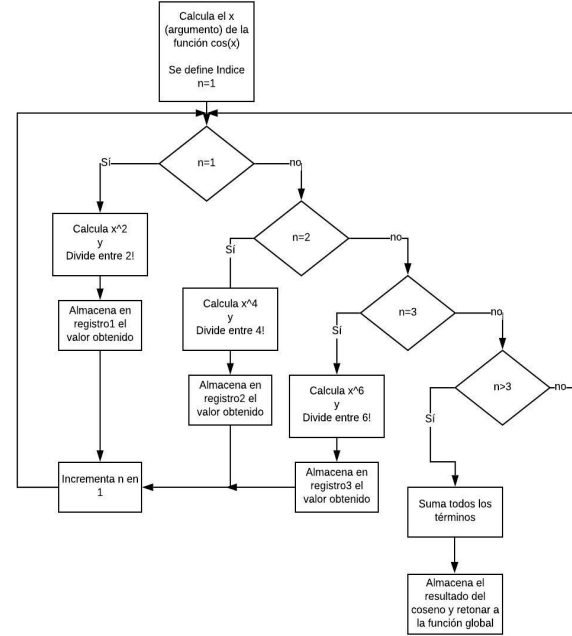 Calcula el x
(argumento) de la
función cos(x)
Se define Indice
n=1
n=1
Sí
no
Calcula x^2
y
Divide entre 2!
n=2
Sí
no
Almacena en
registro1 el
valor obtenido
Calcula x^4
y
Divide entre 4!
n=3
Sí
no
Almacena en
registro2 el
valor obtenido
Calcula x^6
y
Divide entre 6!
n>3
no
Sí
Incrementa n en
1
Almacena en
registro3 el
valor obtenido
Suma todos los
términos
Almacena el
resultado del
coseno y retonar a
la función global